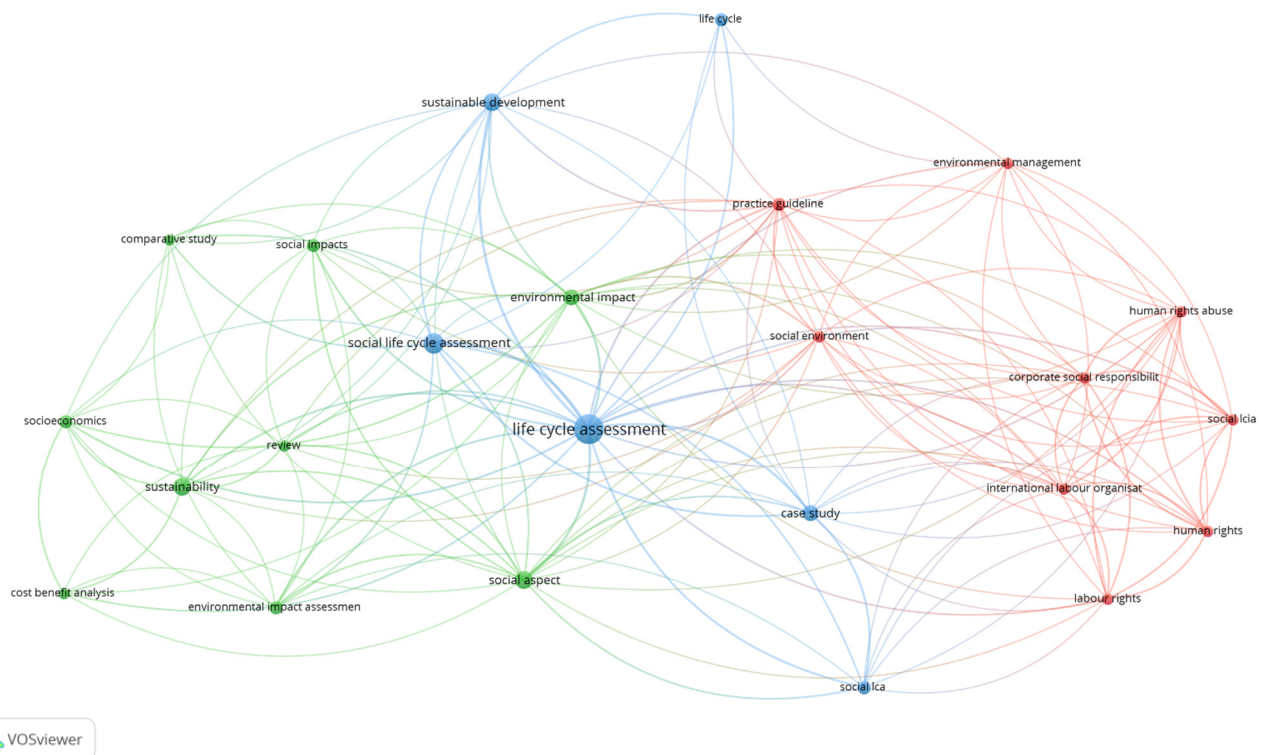 life cycle
sustainable development
environmental management
practice guideline
comparative study
social impacts
environmental impact
human rights abuse
social environment
social life cycle assessment
corporate social responsibilit
socioeconomics
social lcia
life cycle assessment
review
sustainability
international labour organisat
case study
human rights
social aspect
cost benefit analysis
labour rights
environmental impact assessmen
social lca
VOSviewer